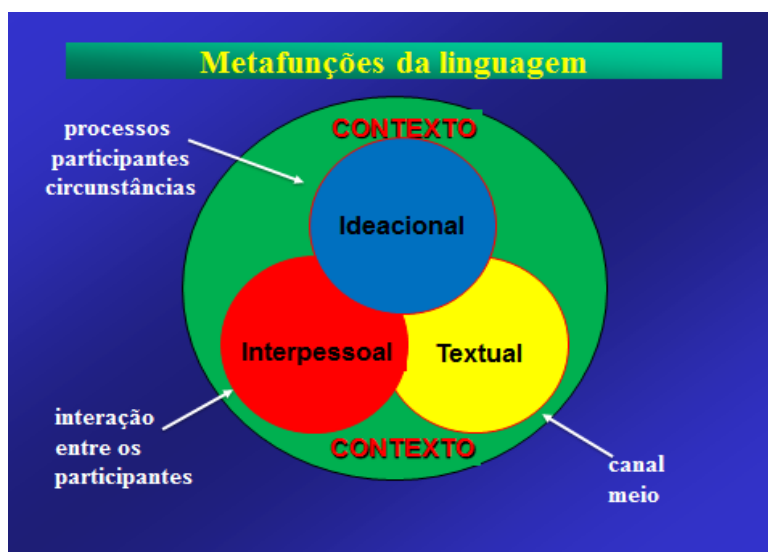 Metafunções da linguagem
CONTEXTO
processos
participantes
circunstâncias
Ideacional
Interpessoal
Textual
interação
entre os
participantes
CONTEXTO
canal
meio